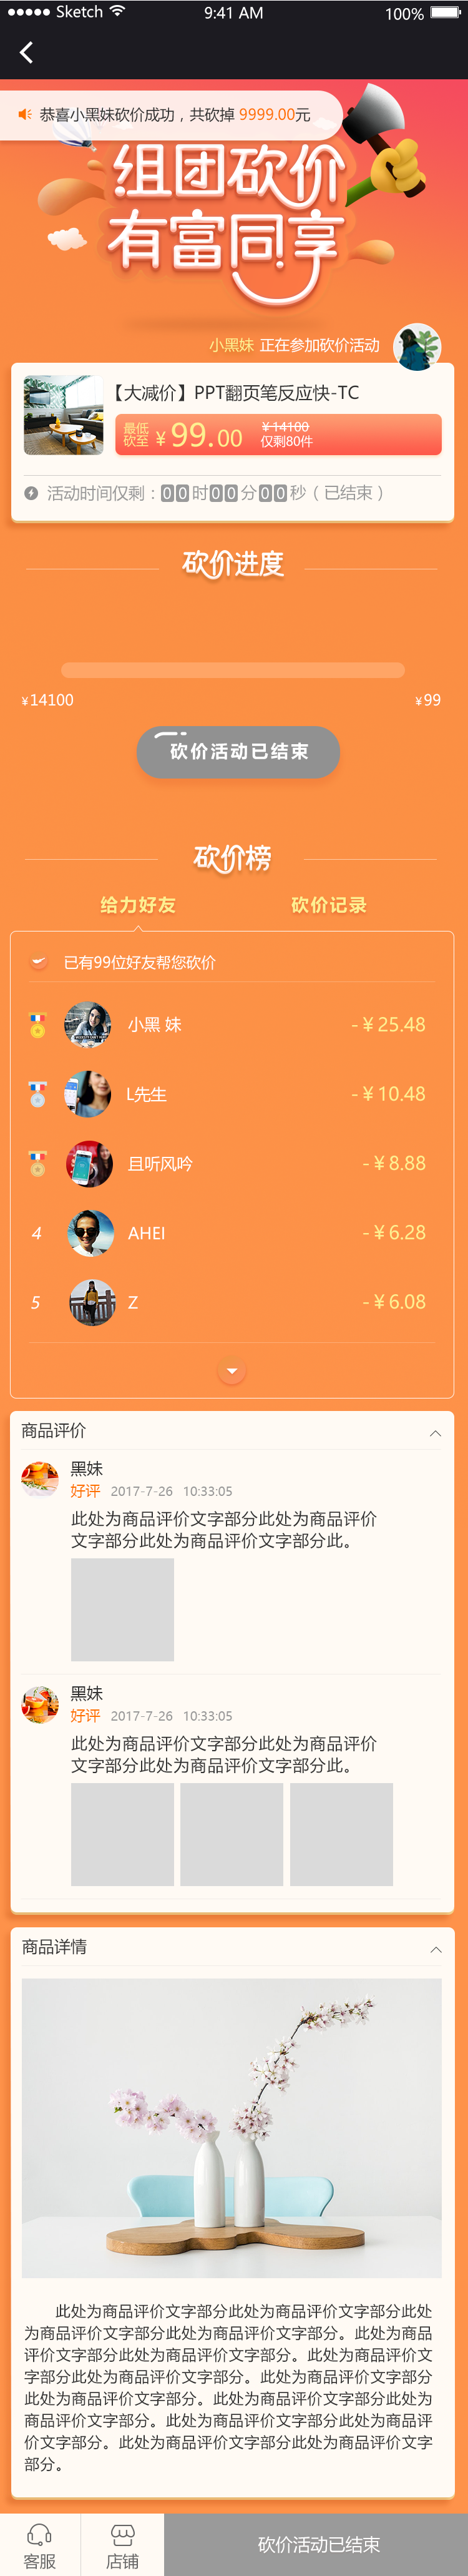 Sketch 9:41 AM 100%
恭喜小黑妹砍价成功，共砍掉 9999.00元
组团砍价
有富同享
小黑妹 正在参加砍价活动
【大减价】PPT翻页笔反应快-TC
最低砍至 ¥99.00 ¥14100
仅剩80件
活动时间仅剩：00时00分00秒（已结束）
砍价进度
¥14100 ¥99
砍价活动已结束
砍价榜
给力好友 砍价记录
已有99位好友帮您砍价
小黑 妹 -¥25.48
L先生 -¥10.48
且听风吟 -¥8.88
4 AHEI -¥6.28
5 Z -¥6.08
商品评价
黑妹
好评 2017-7-26 10:33:05
此处为商品评价文字部分此处为商品评价
文字部分此处为商品评价文字部分此。
黑妹
好评 2017-7-26 10:33:05
此处为商品评价文字部分此处为商品评价
文字部分此处为商品评价文字部分此。
商品详情
此处为商品评价文字部分此处为商品评价文字部分此处
为商品评价文字部分此处为商品评价文字部分。此处为商品
评价文字部分此处为商品评价文字部分。此处为商品评价文
字部分此处为商品评价文字部分。此处为商品评价文字部分
此处为商品评价文字部分。此处为商品评价文字部分此处为
商品评价文字部分。此处为商品评价文字部分此处为商品评
价文字部分。此处为商品评价文字部分此处为商品评价文字
部分。
客服 店铺 砍价活动已结束